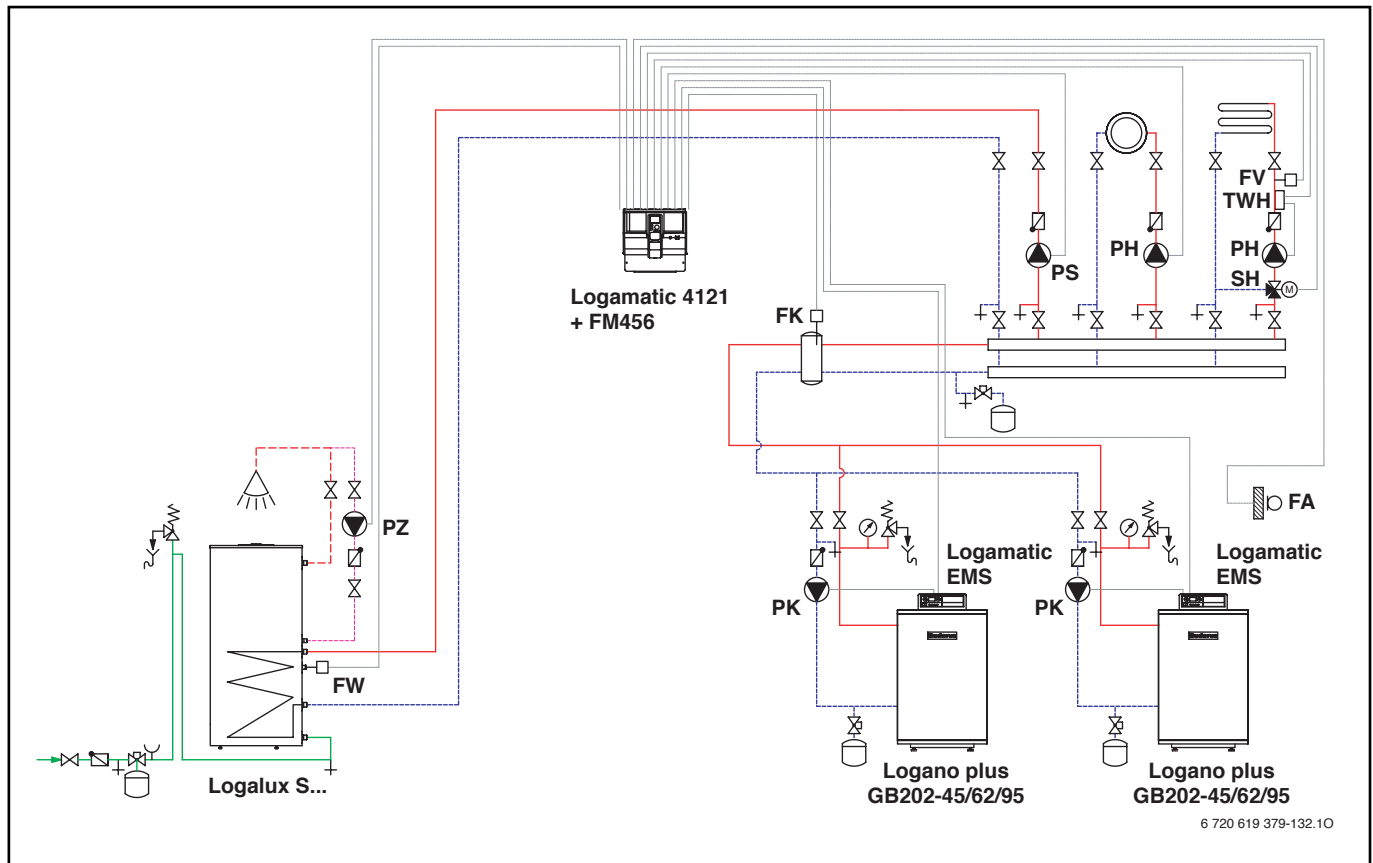 FV
TWH
PS
PH
PH
SH
M
Logamatic 4121
+ FM456
FK
FA
PZ
Logamatic
EMS
Logamatic
EMS
PK
PK
FW
Logalux S...
Logano plus
GB202-45/62/95
Logano plus
GB202-45/62/95
6 720 619 379-132.1O